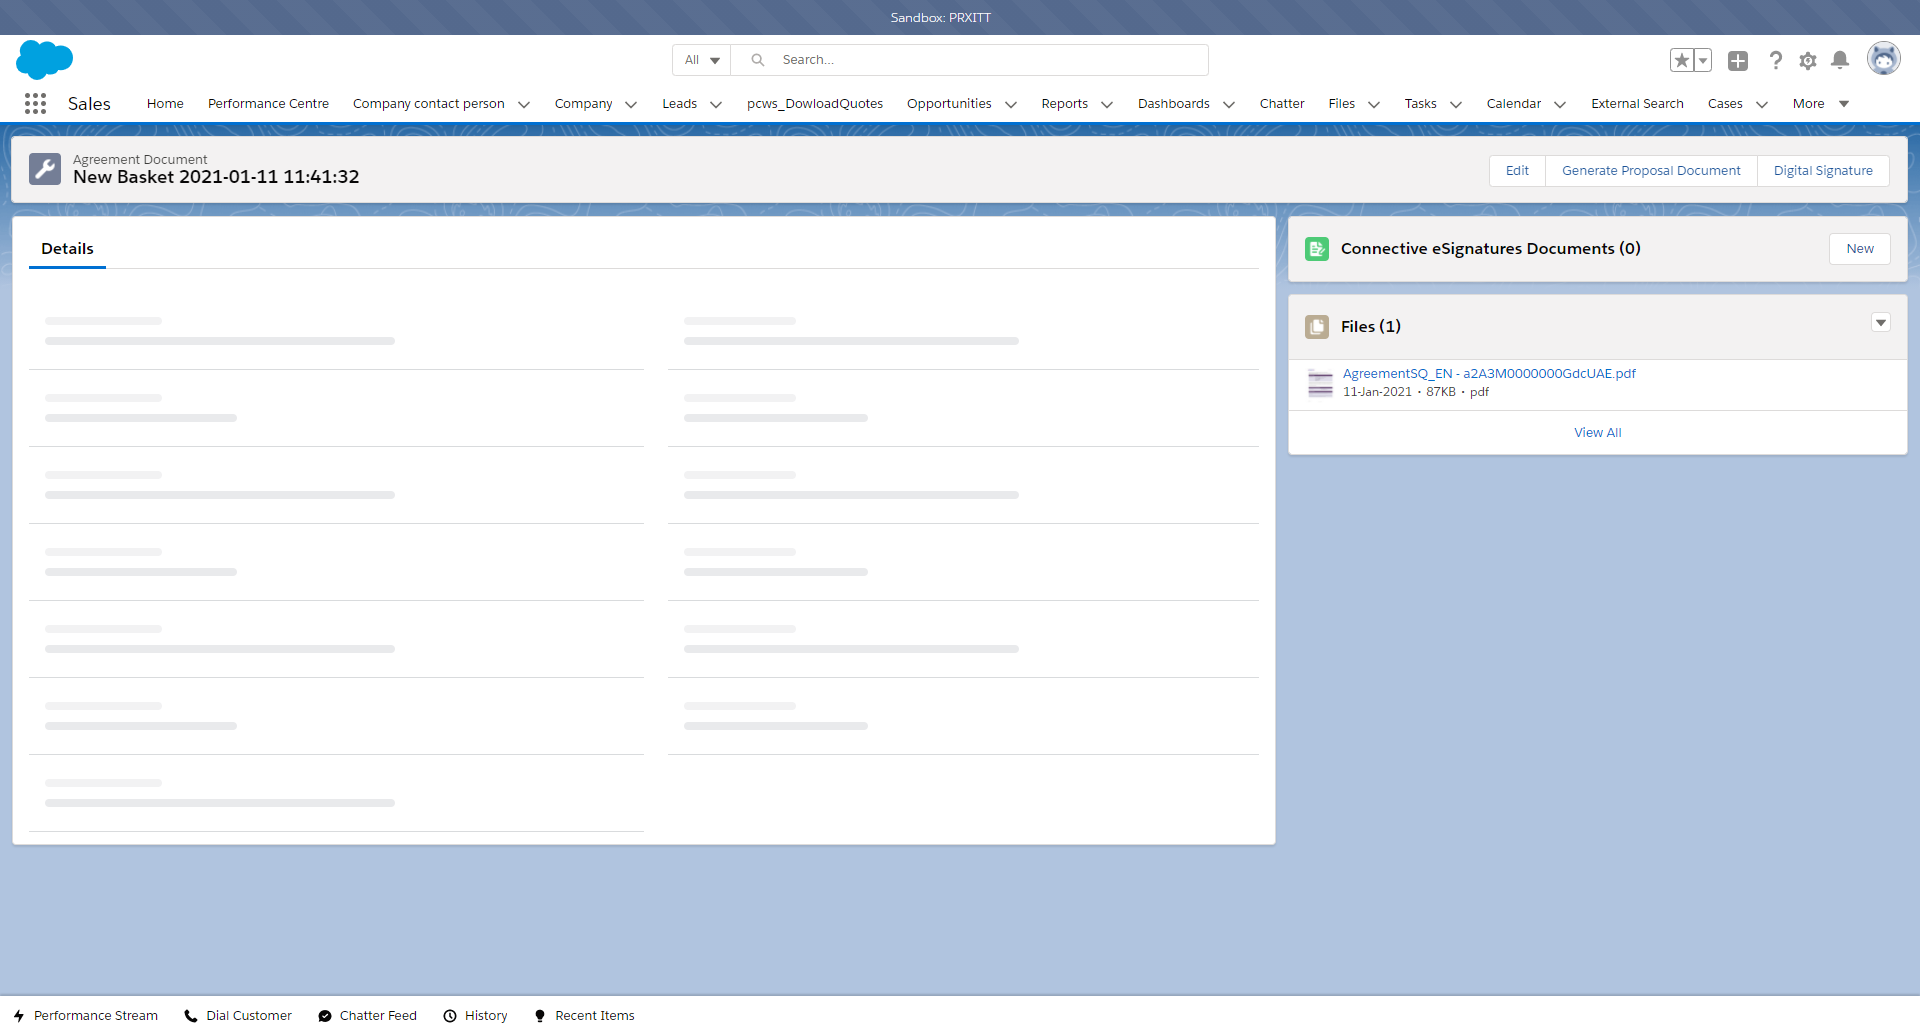 Sandbox: PRXITT
All
Search...
Sales
Home
Performance Centre
Company contact person
Company
Leads
pcws_DowloadQuotes
Opportunities
Reports
Dashboards
Chatter
Files
Tasks
Calendar
External Search
Cases
More
Agreement Document
New Basket 2021-01-11 11:41:32
Edit
Generate Proposal Document
Digital Signature
Details
Connective eSignatures Documents (0)
New
Files (1)
AgreementSQ_EN - a2A3M0000000GdcUAE.pdf
11-Jan-2021 • 87KB • pdf
View All
Performance Stream
Dial Customer
Chatter Feed
History
Recent Items